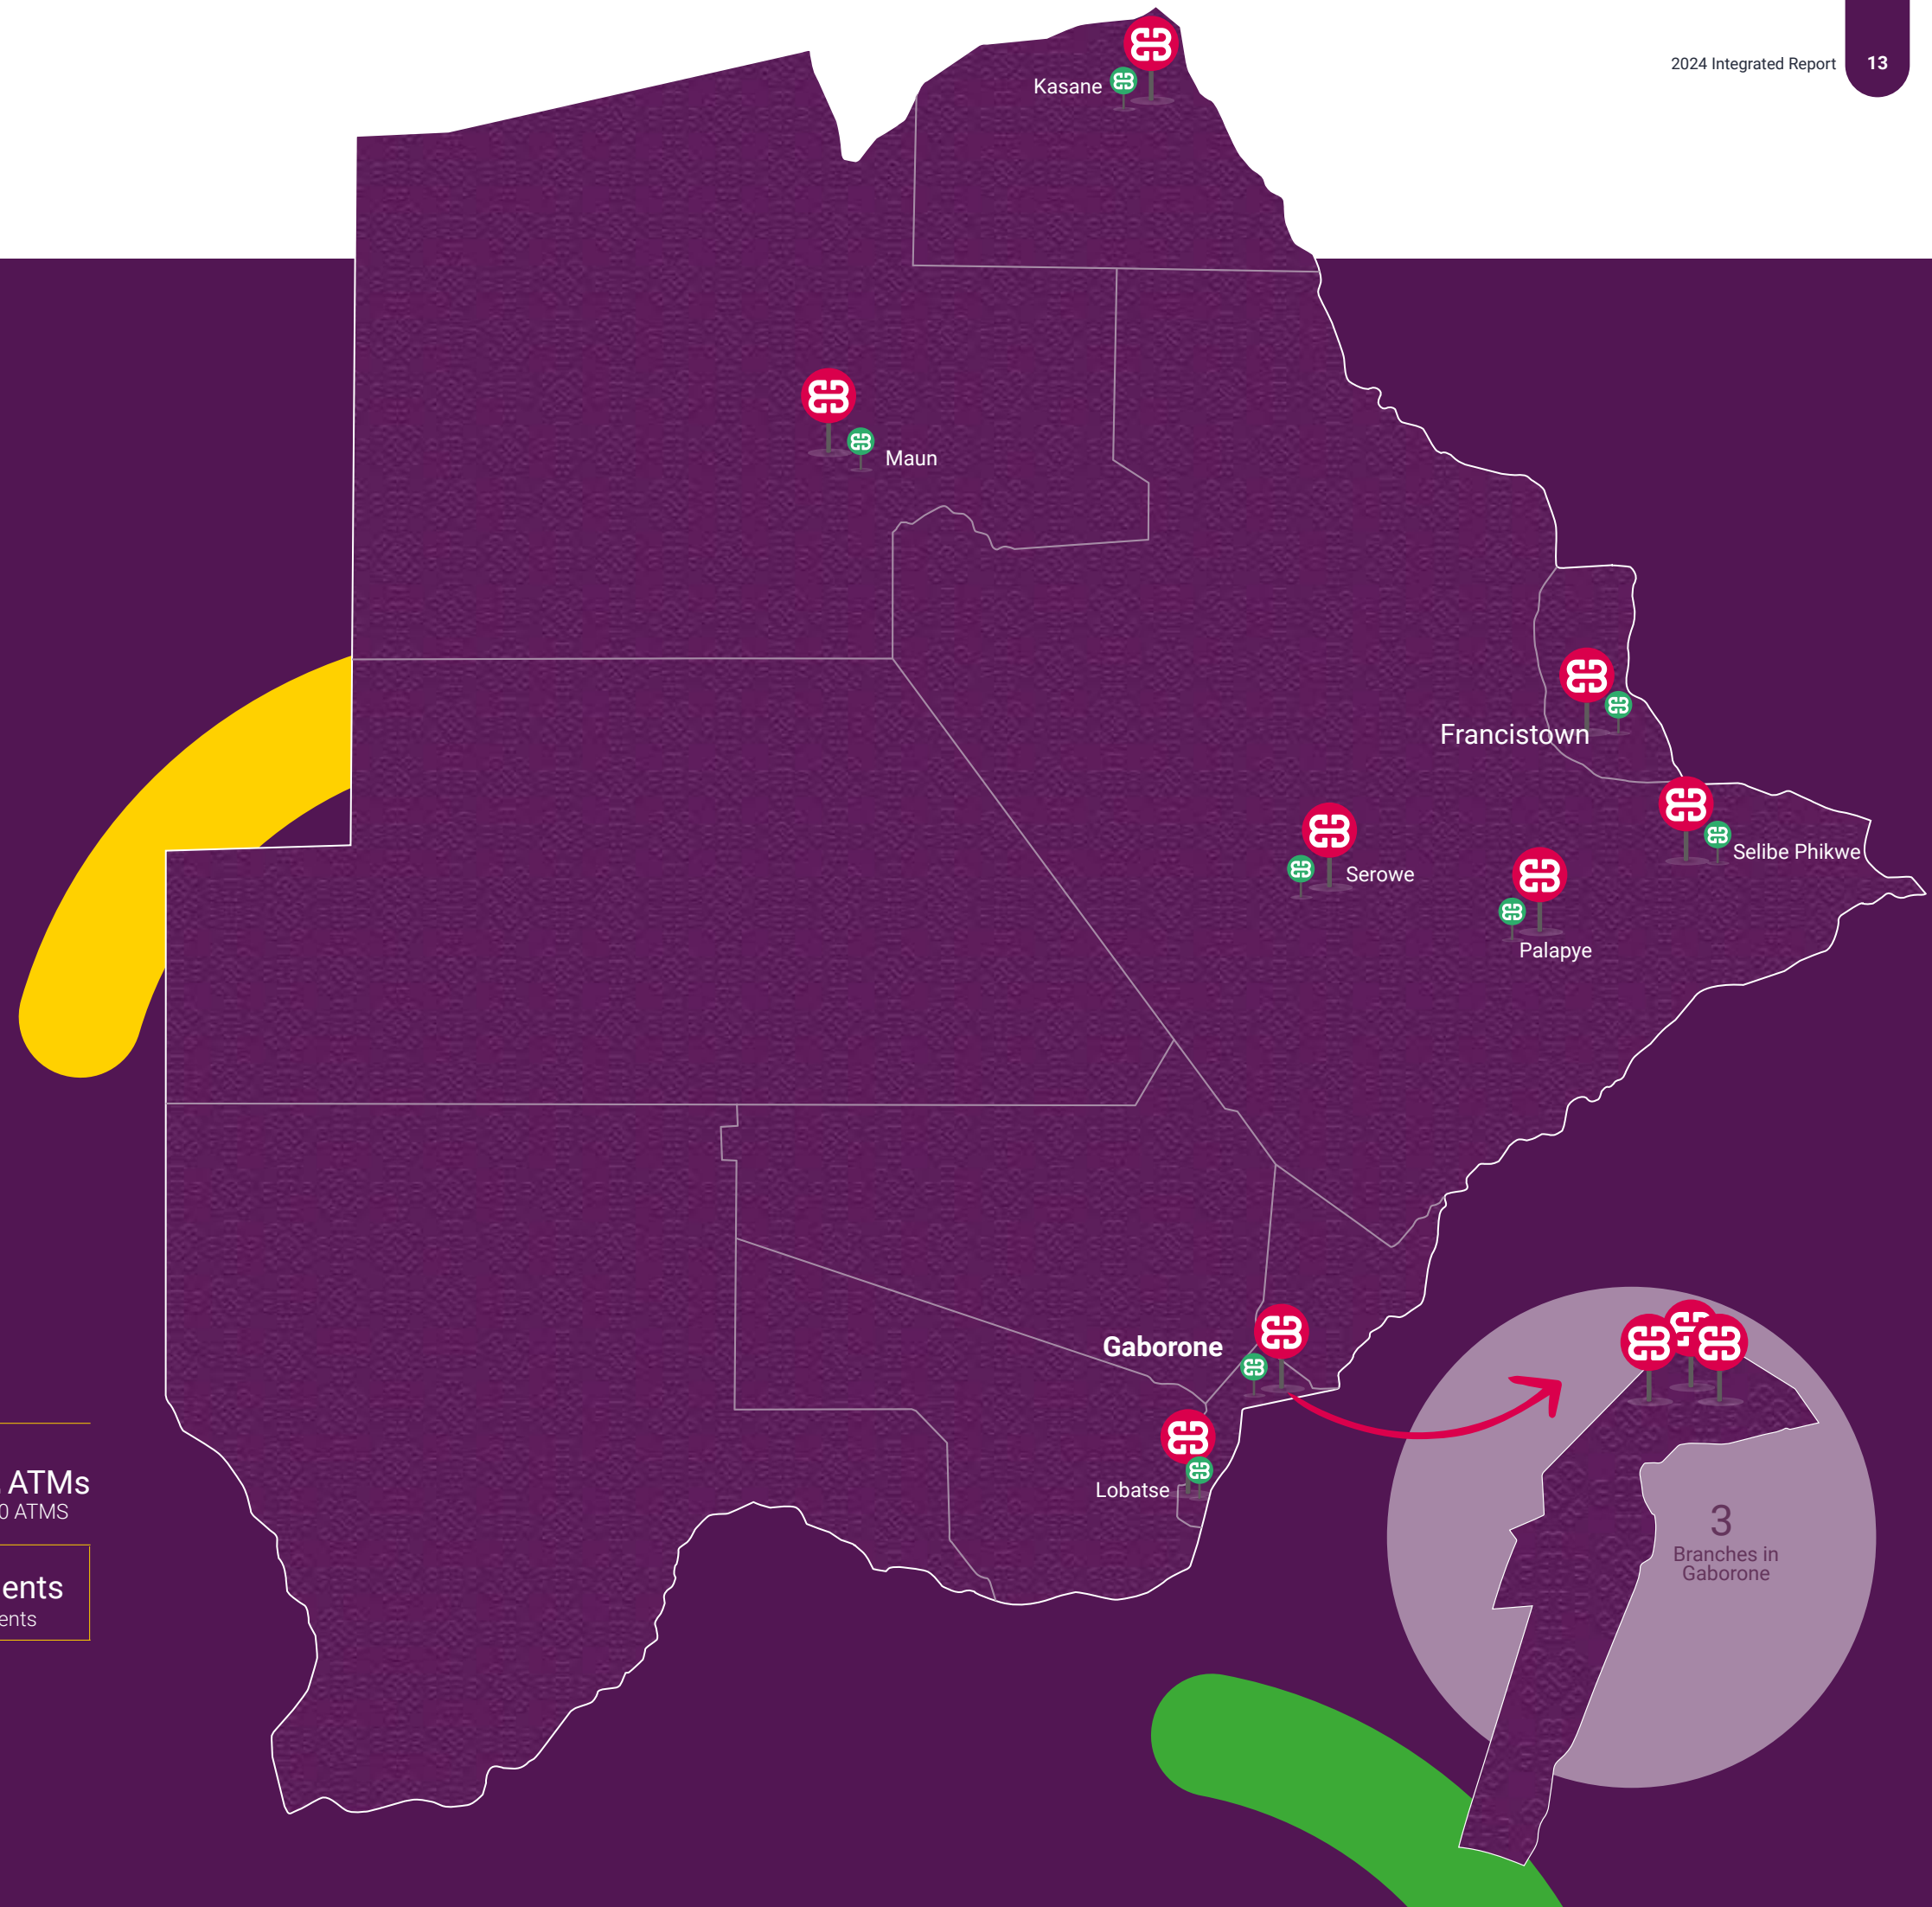 2024 Integrated Report
13
Kasane
Maun
Francistown
Selibe Phikwe
Serowe
Palapye
Gaborone
Lobatse
ATMs
0 ATMS
ents
ents
3
Branches in
Gaborone